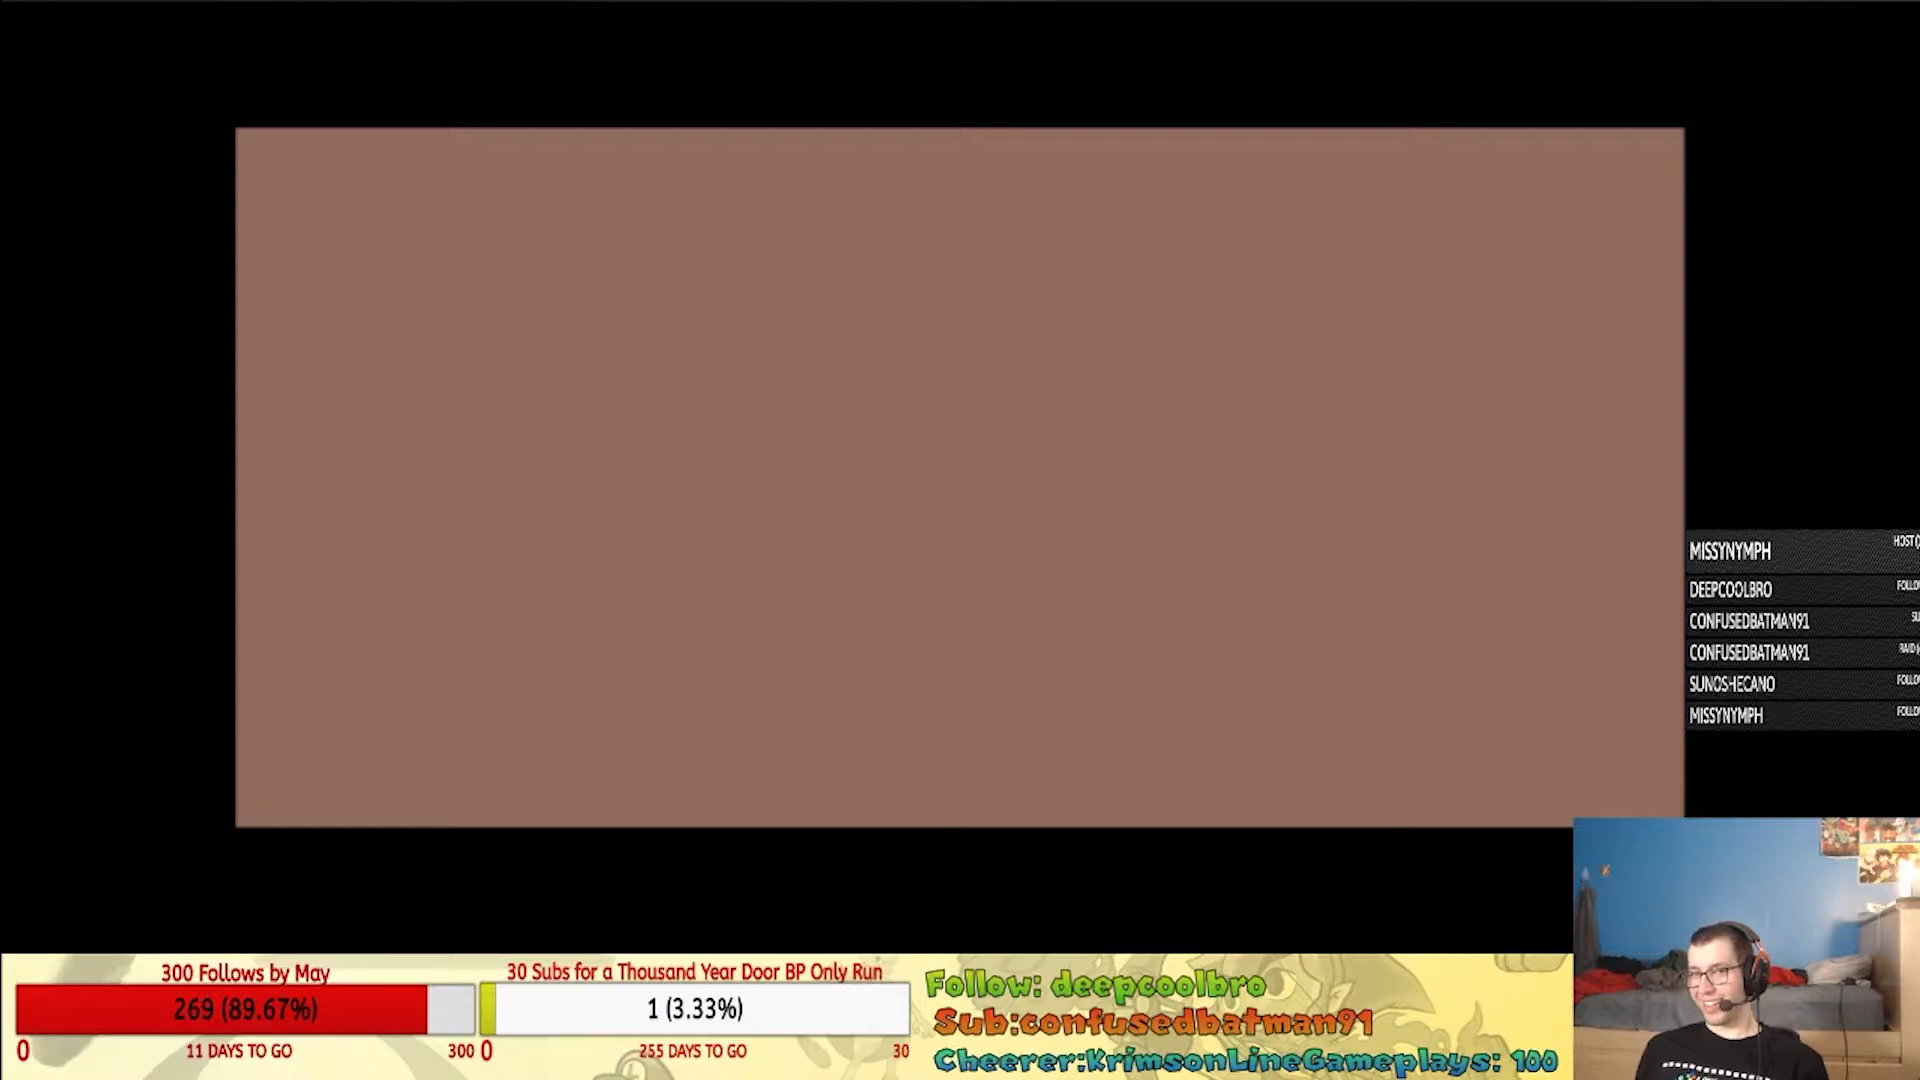 MISSYNYMPH
DEEPCOOLBRO
CONFUSEDBATMAN91
CONFUSEDBATMAN91
SUNOSHECANO
MISSYNYMPH
300 Follows by May
269 (89.67%)
0 11 DAYS TO GO 300
30 Subs for a Thousand Year Door BP Only Run
1 (3.33%)
0 255 DAYS TO GO 30
Follow: deepcoolbro
Sub:confusedbatman91
Cheerer:KrimsonLineGameplays: 100